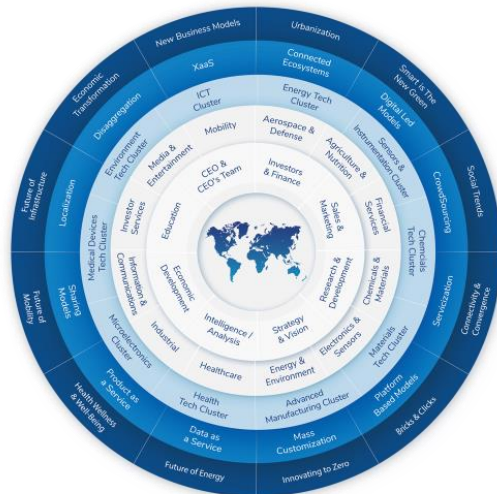 New Business Models
Urbanization
Smart is The
New Green
Social Trends
Connectivity &
Convergence
Bricks & Clicks
Innovating to Zero
Future of Energy
Health Wellness
& Well-Being
Future of
Mobility
Future of
Infrastructure
Economic
Transformation
XaaS
Connected
Ecosystems
Digital Led
Models
CrowdSourcing
Servicization
Platform
Based Models
Mass
Customization
Data as
a Service
Product as
a Service
Sharing
Models
Localization
Disaggregation
ICT
Cluster
Energy Tech
Cluster
Sensors &
Instrumentation Cluster
Chemcials
Tech Cluster
Materials
Tech Cluster
Advanced
Manufacturing Cluster
Health
Tech Cluster
Microelectronics
Cluster
Medical Devices
Tech Cluster
Environment
Tech Cluster
Mobility
Aerospace &
Defense
Agriculture &
Nutrition
Financial
Services
Chemicals &
Materials
Electronics &
Sensors
Energy &
Environment
Healthcare
Industrial
Information &
Communications
Investor
Services
Media &
Entertainment
CEO &
CEO's Team
Investors
& Finance
Sales &
Marketing
Research &
Development
Strategy
& Vision
Intelligence /
Analysis
Economic
Development
Education